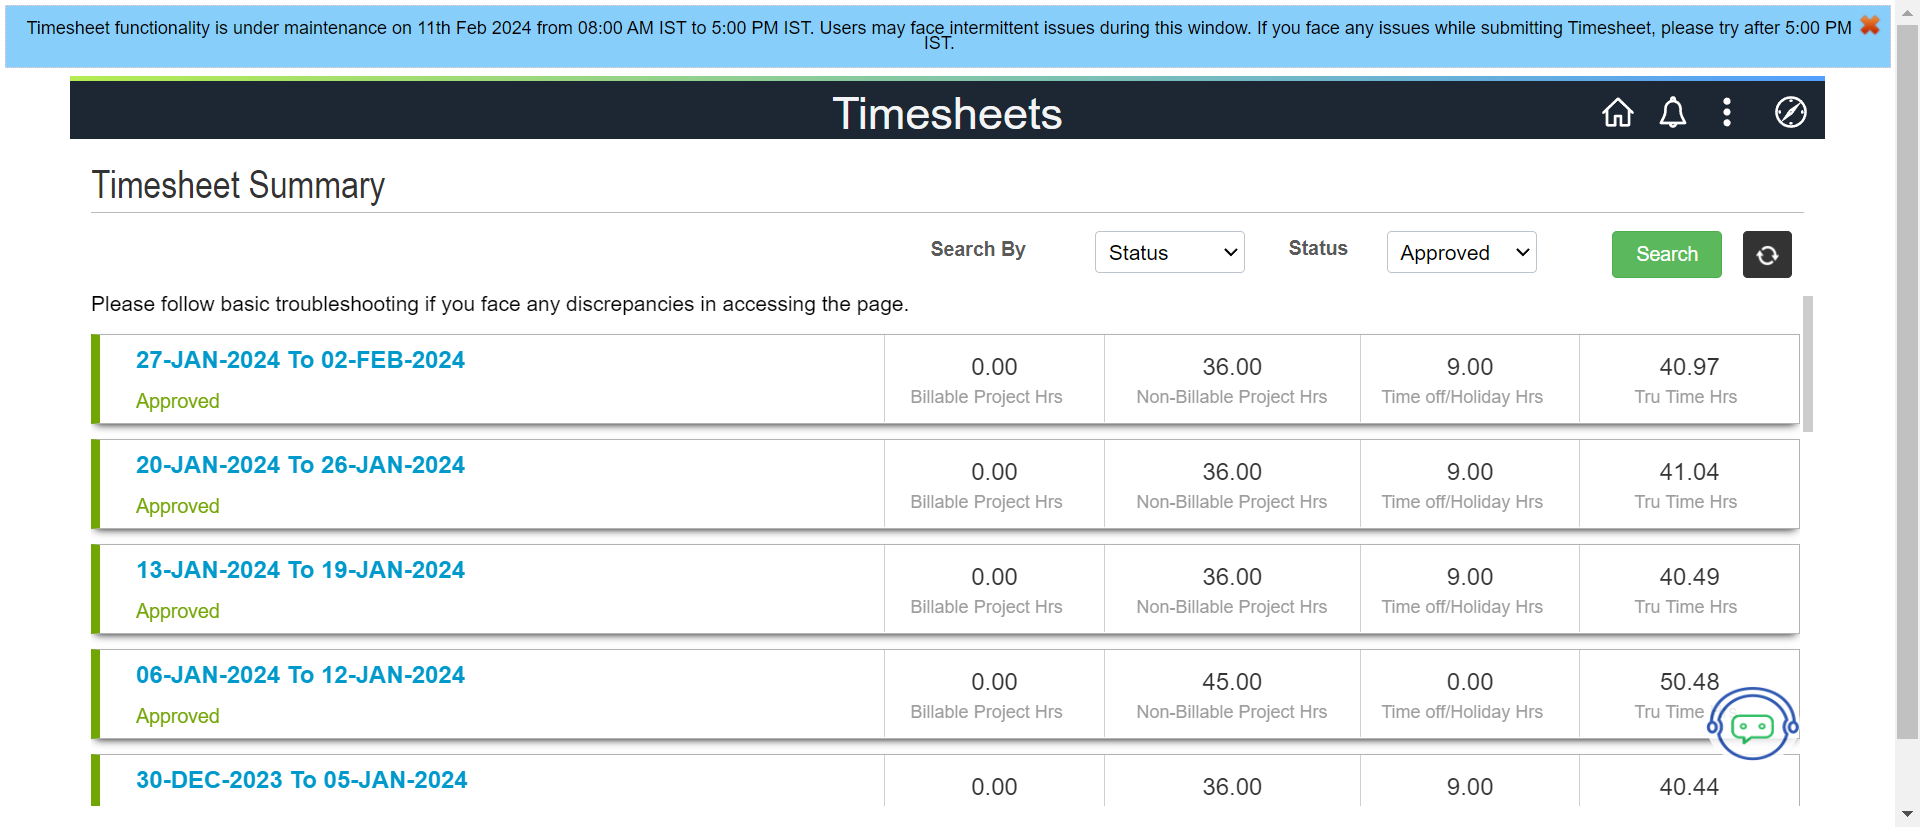 Timesheet functionality is under maintenance on 11th Feb 2024 from 08:00 AM IST to 5:00 PM IST. Users may face intermittent issues during this window. If you face any issues while submitting Timesheet, please try after 5:00 PM
IST.
Timesheets
Timesheet Summary
Search By Status Status Approved Search
Please follow basic troubleshooting if you face any discrepancies in accessing the page.
27-JAN-2024 To 02-FEB-2024
Approved
0.00 36.00 9.00 40.97
Billable Project Hrs Non-Billable Project Hrs Time off/Holiday Hrs Tru Time Hrs
20-JAN-2024 To 26-JAN-2024
Approved
0.00 36.00 9.00 41.04
Billable Project Hrs Non-Billable Project Hrs Time off/Holiday Hrs Tru Time Hrs
13-JAN-2024 To 19-JAN-2024
Approved
0.00 36.00 9.00 40.49
Billable Project Hrs Non-Billable Project Hrs Time off/Holiday Hrs Tru Time Hrs
06-JAN-2024 To 12-JAN-2024
Approved
0.00 45.00 0.00 50.48
Billable Project Hrs Non-Billable Project Hrs Time off/Holiday Hrs Tru Time
30-DEC-2023 To 05-JAN-2024
0.00 36.00 9.00 40.44